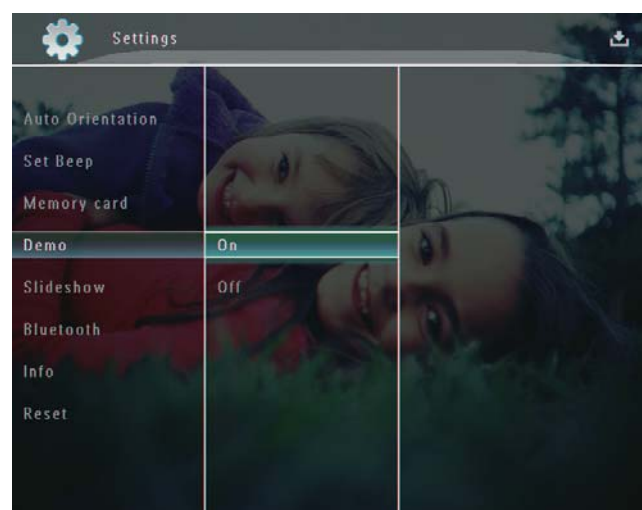 Settings
Auto Orientation
Set Beep
Memory card
Demo
On
Slideshow
Off
Bluetooth
Info
Reset